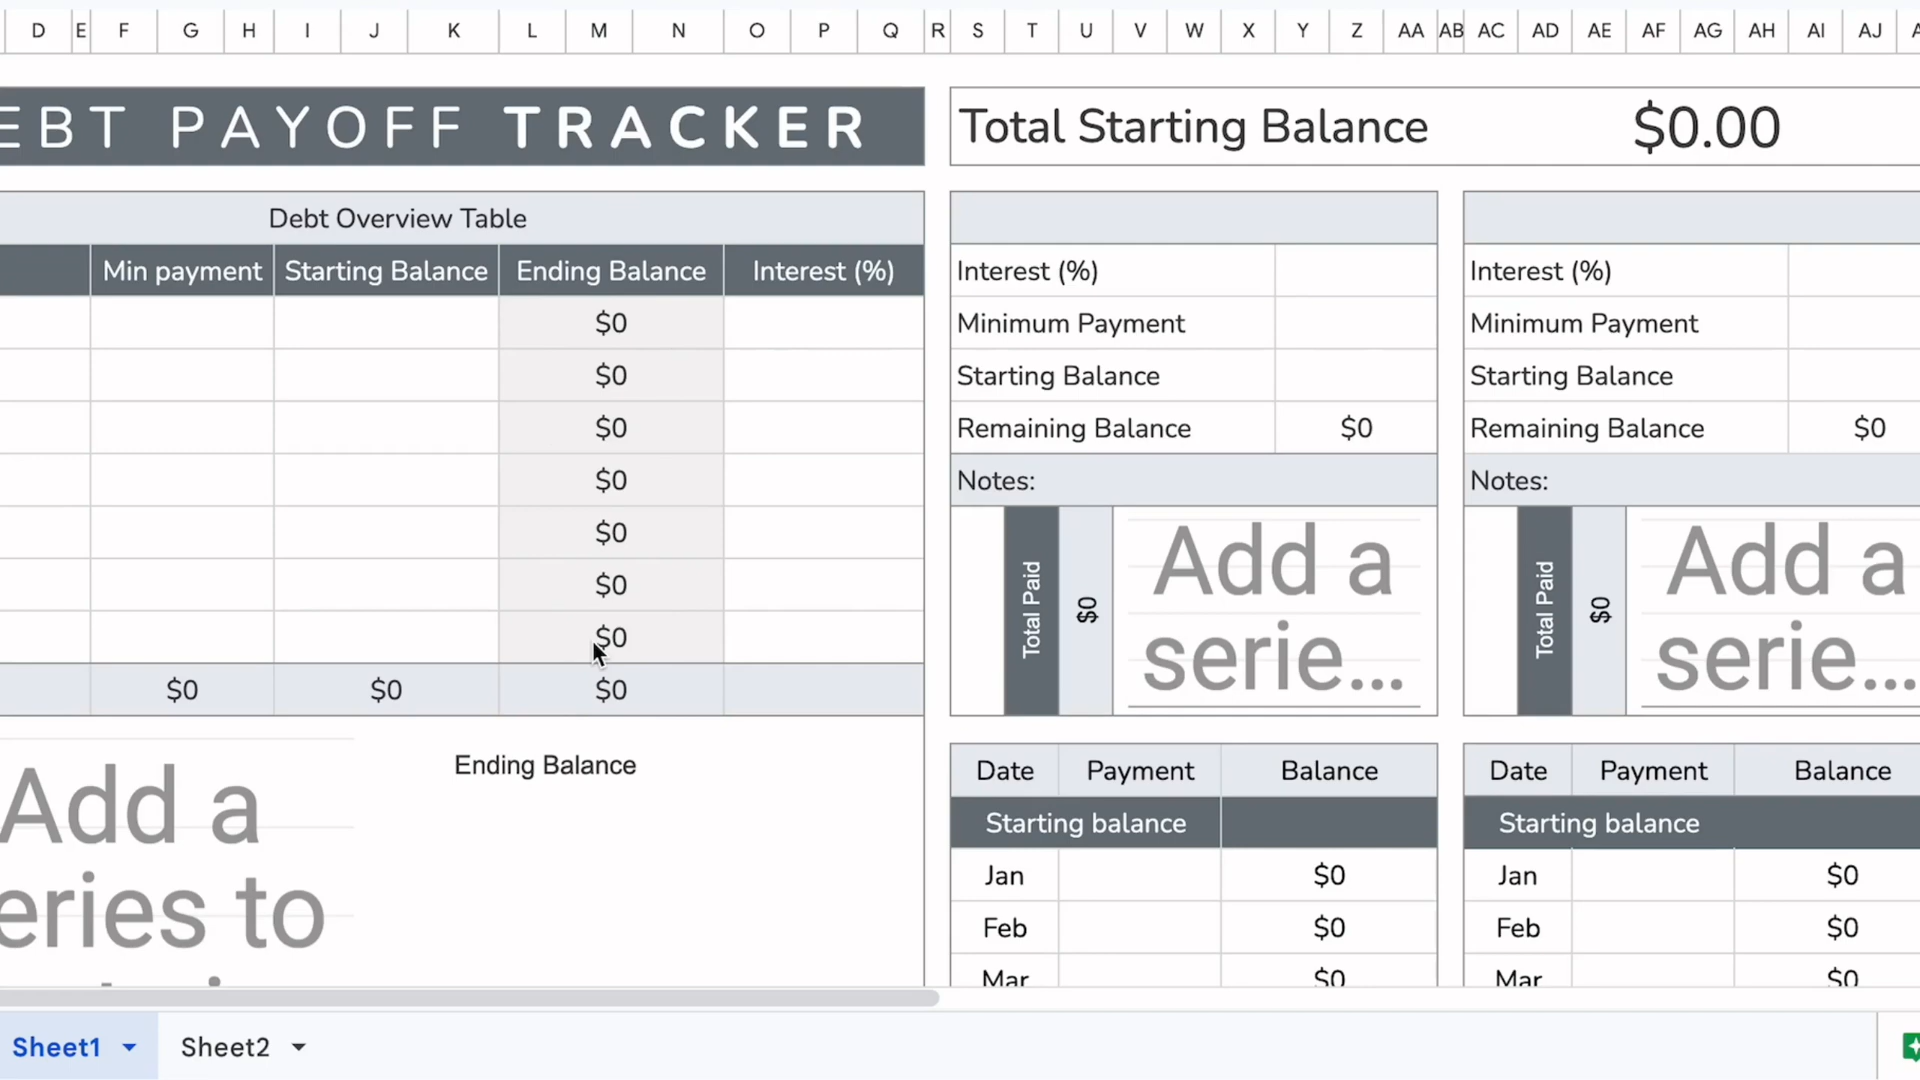 D E F G H I J K L M N O P Q R S T U V W X Y Z AA AB AC AD AE AF AG AH AI AJ
EBT PAYOFF TRACKER
Total Starting Balance $0.00
Debt Overview Table
Min payment Starting Balance Ending Balance Interest (%)
$0
$0
$0
$0
$0
$0
$0
$0 $0 $0
Add a
eries to
Ending Balance
Interest (%)
Minimum Payment
Starting Balance
Remaining Balance $0
Notes:
Total Paid
$0
Add a
serie...
Date Payment Balance
Starting balance
Jan $0
Feb $0
Mar $0
Interest (%)
Minimum Payment
Starting Balance
Remaining Balance $0
Notes:
Total Paid
$0
Add a
serie...
Date Payment Balance
Starting balance
Jan $0
Feb $0
Mar $0
Sheet1 Sheet2